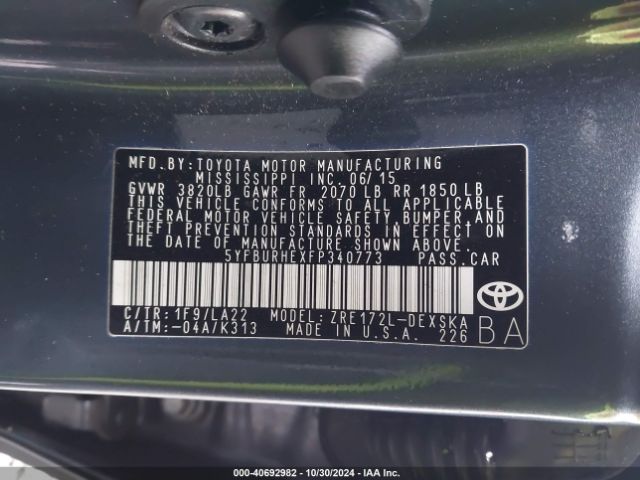 MFD.BY:TOYOTA MOTOR MANUFACTURING
MISSISSIPPI INC. 06/15
GVWR 3820LB GAWR FR 2070 LB RR 1850 LB
THIS VEHICLE CONFORMS TO ALL APPLICABLE
FEDERAL MOTOR VEHICLE SAFETY, BUMPER, AND
THEFT PREVENTION STANDARDS IN EFFECT ON
THE DATE OF MANUFACTURE SHOWN ABOVE.
5YFBURHEXFP340773 PASS.CAR
C/TR:1F9/LA22 MODEL:ZRE172L-DEXSKA
A/TM:-04A/K313 MADE IN U.S.A. 226 BA
000-40692982 - 10/30/2024 - IAA Inc.